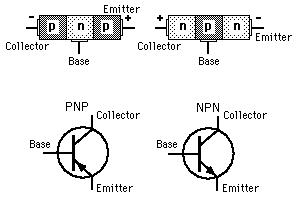 Emitter
- p n p +
Collector
Base
+ n p n -
Emitter
Collector
Base
PNP
Collector
Base
Emitter
NPN
Collector
Base
Emitter